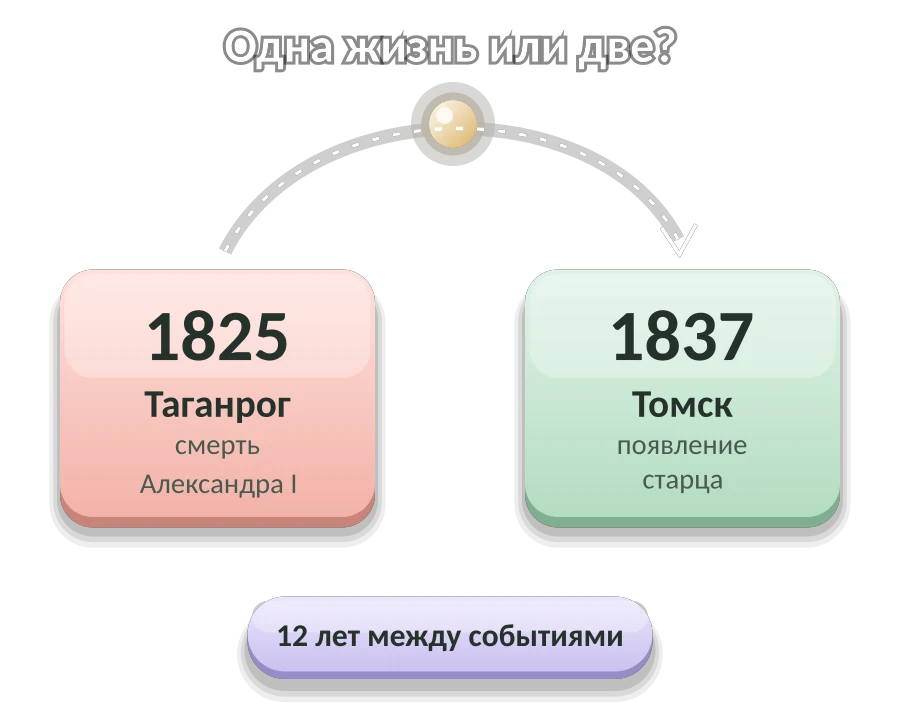 Одна жизнь или две?
1825
Таганрог
смерть
Александра I
1837
Томск
появление
старца
12 лет между событиями